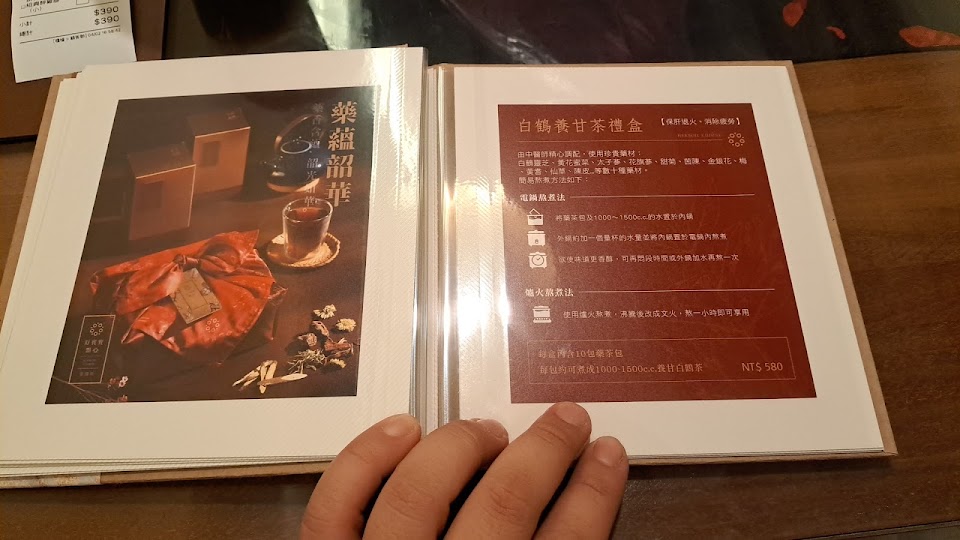 $390
小計 $390
總計
藥蘊韶華
白鶴養甘茶禮盒 【保肝退火。消除疲勞】
HERBAL CHINESE
由中醫師精心調配，使用珍貴藥材：
白鶴靈芝、黃花蜜菜、太子蔘、花旗蔘、甜菊、茵陳、金銀花、梅
、黃耆、仙草、陳皮...等數十種藥材。
簡易熬煮方法如下：
電鍋熬煮法
將藥茶包及1000～1500c.c.的水置於內鍋
外鍋約加一個量杯的水量並將內鍋置於電鍋內熬煮
欲使味道更香醇，可再悶段時間或外鍋加水再熬一次
爐火熬煮法
使用爐火熬煮，沸騰後改成文火，熬一小時即可享用
每盒內含10包藥茶包
每包約可煮成1000-1500c.c.養甘白鶴茶 NT$ 580